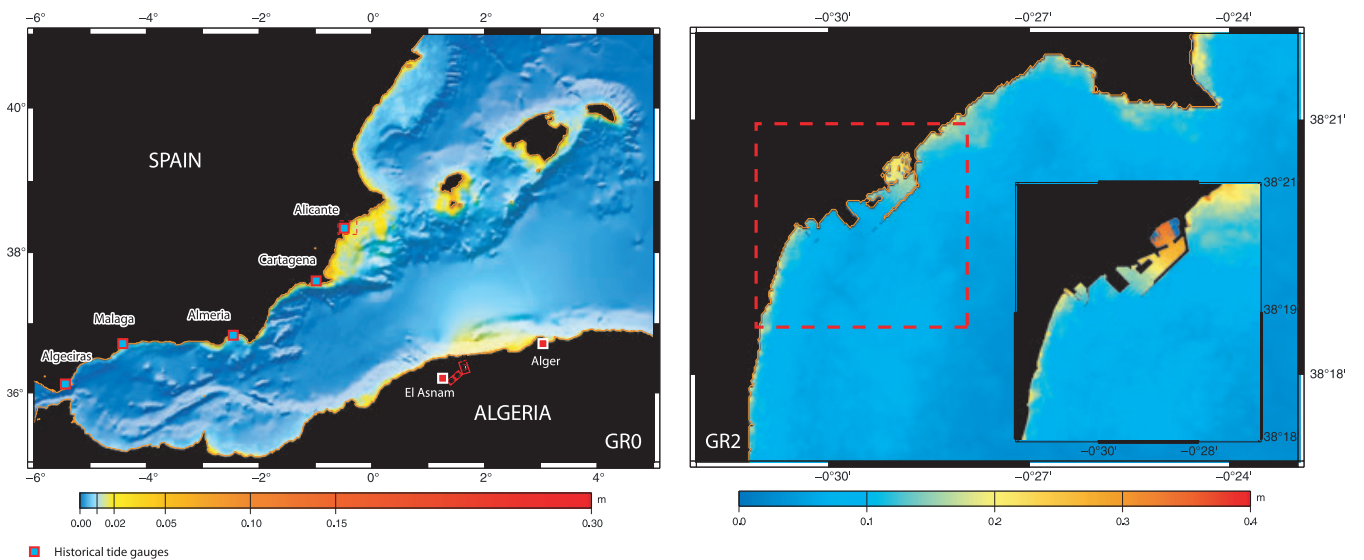 −6° −4° −2° 0° 2° 4°
40°
38°
36°
SPAIN
Alicante
Cartagena
Almeria
Malaga
Algeciras
Alger
El Asnam
ALGERIA
GR0
−6° −4° −2° 0° 2° 4°
0.00 0.02 0.05 0.10 0.15 0.30
m
Historical tide gauges
−0°30' −0°27' −0°24'
38°21'
38°18'
38°21'
38°19'
38°18'
−0°30' −0°28'
GR2
−0°30' −0°27' −0°24'
0.0 0.1 0.2 0.3 0.4
m